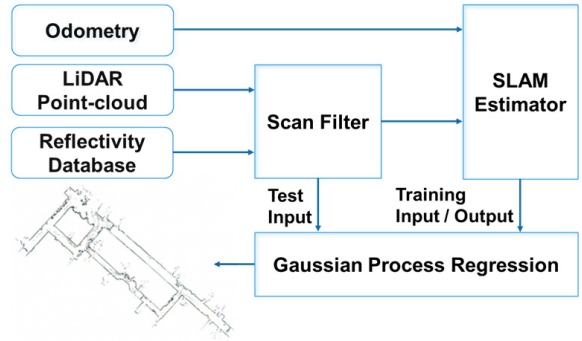 Odometry
LiDAR
Point-cloud
Reflectivity
Database
Scan Filter
SLAM
Estimator
Test
Input
Training
Input / Output
Gaussian Process Regression